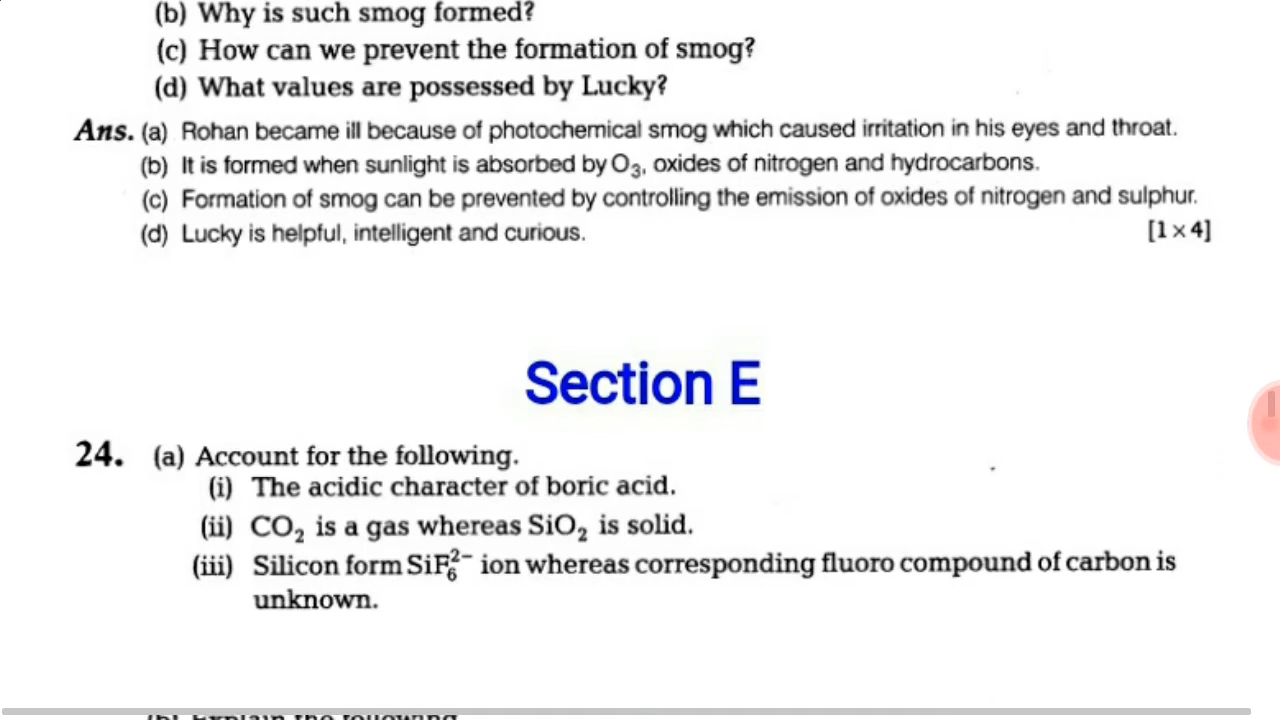 (b) Why is such smog formed?
(c) How can we prevent the formation of smog?
(d) What values are possessed by Lucky?
Ans. (a) Rohan became ill because of photochemical smog which caused irritation in his eyes and throat.
(b) It is formed when sunlight is absorbed by O₃, oxides of nitrogen and hydrocarbons.
(c) Formation of smog can be prevented by controlling the emission of oxides of nitrogen and sulphur.
(d) Lucky is helpful, intelligent and curious. [1 × 4]
Section E
24. (a) Account for the following.
(i) The acidic character of boric acid.
(ii) CO₂ is a gas whereas SiO₂ is solid.
(iii) Silicon form SiF₆²⁻ ion whereas corresponding fluoro compound of carbon is
unknown.
(b) Explain the following